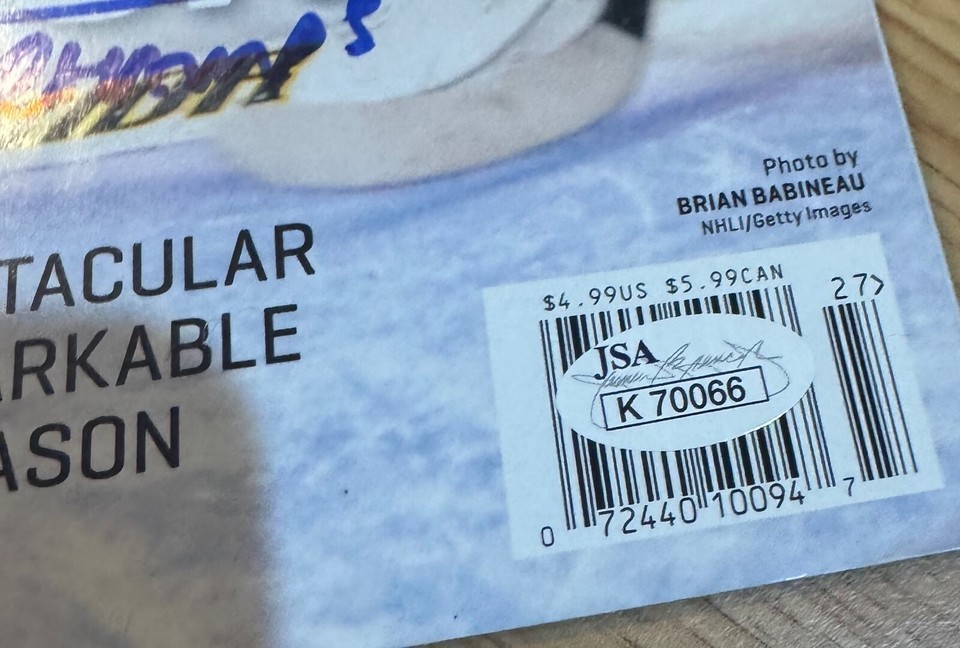 Photo by
BRIAN BABINEAU
NHLI/Getty Images
TACULAR
RKABLE
ASON
$4.99US $5.99CAN
27>
JSA
K 70066
0 72440 10094 7